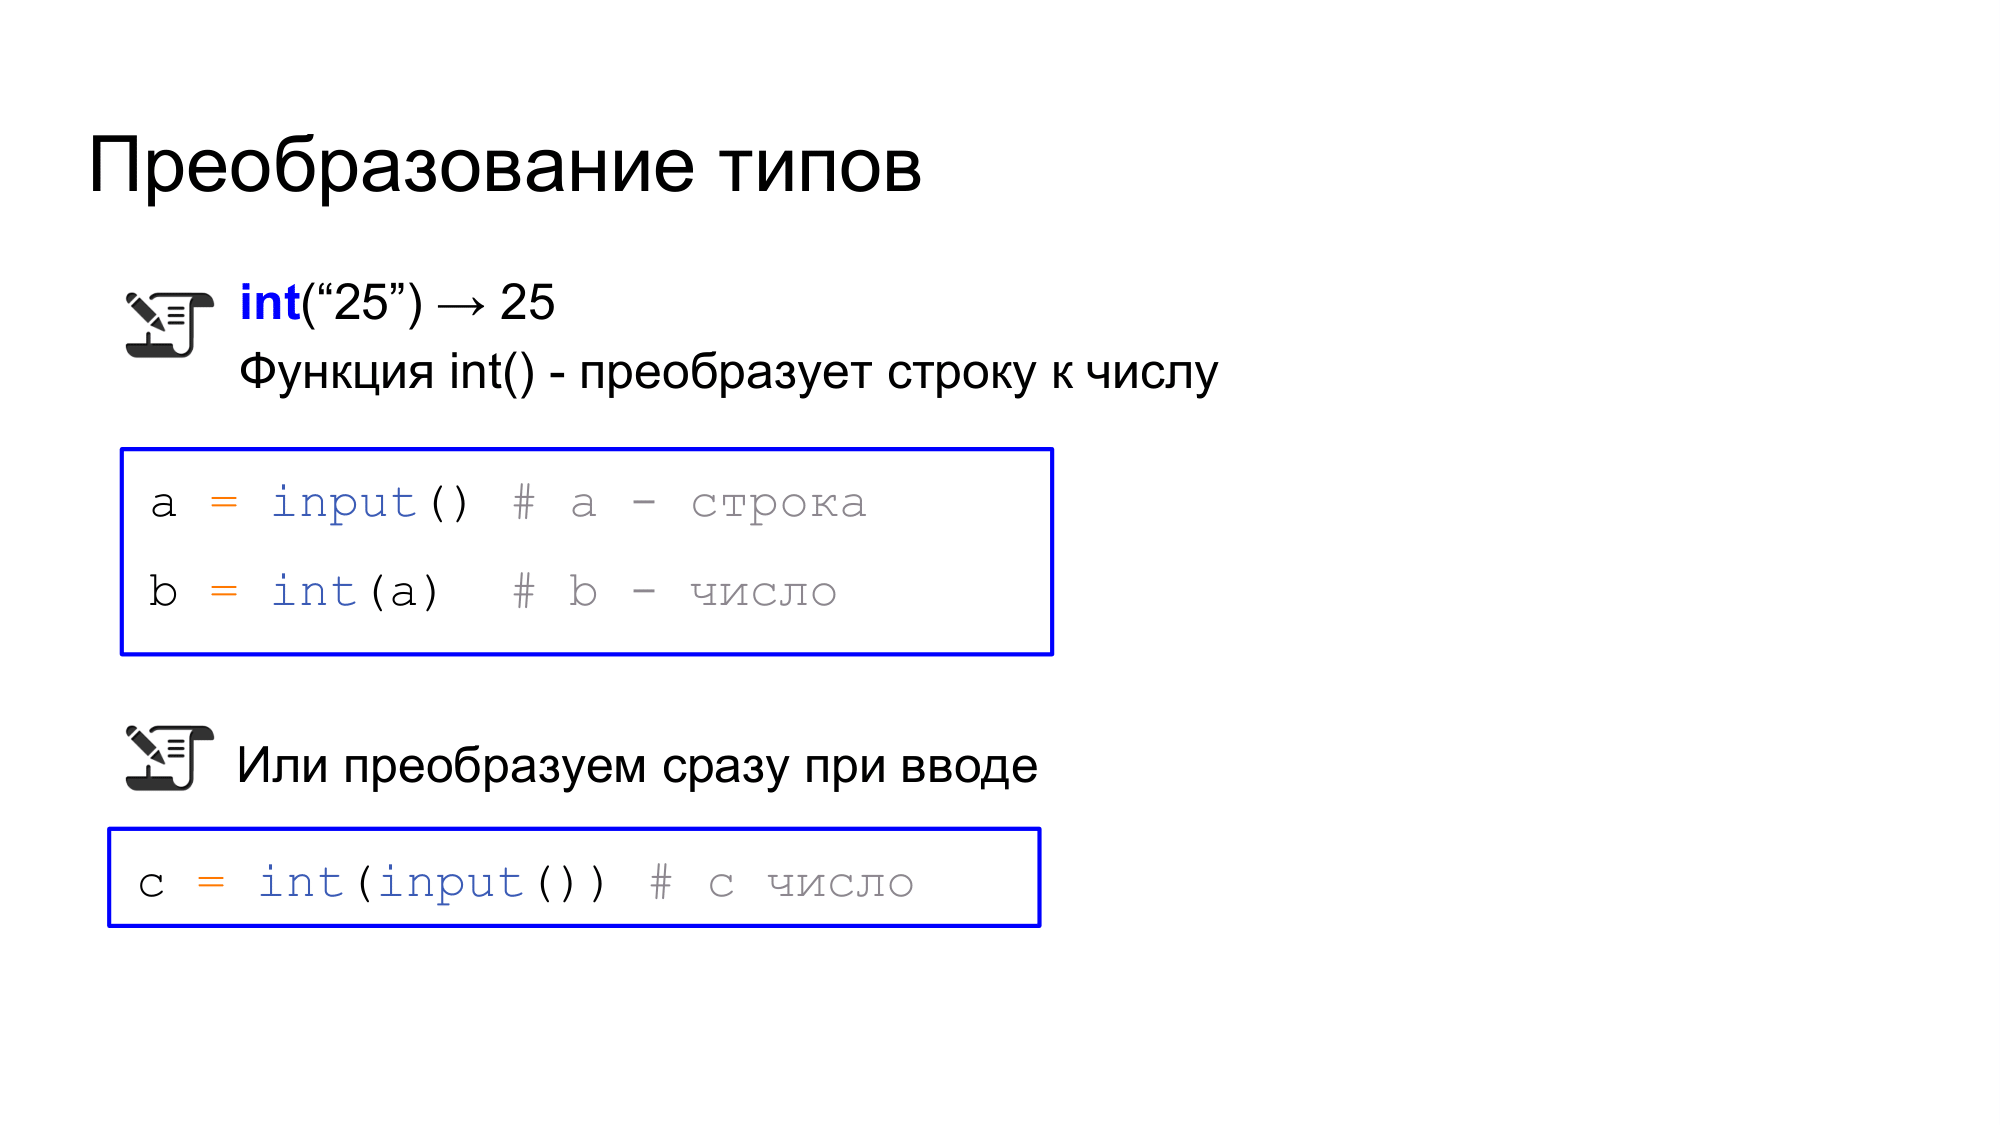 Преобразование типов
int(“25”) → 25
Функция int() - преобразует строку к числу
a = input() # a - строка
b = int(a)  # b - число
Или преобразуем сразу при вводе
c = int(input()) # c число